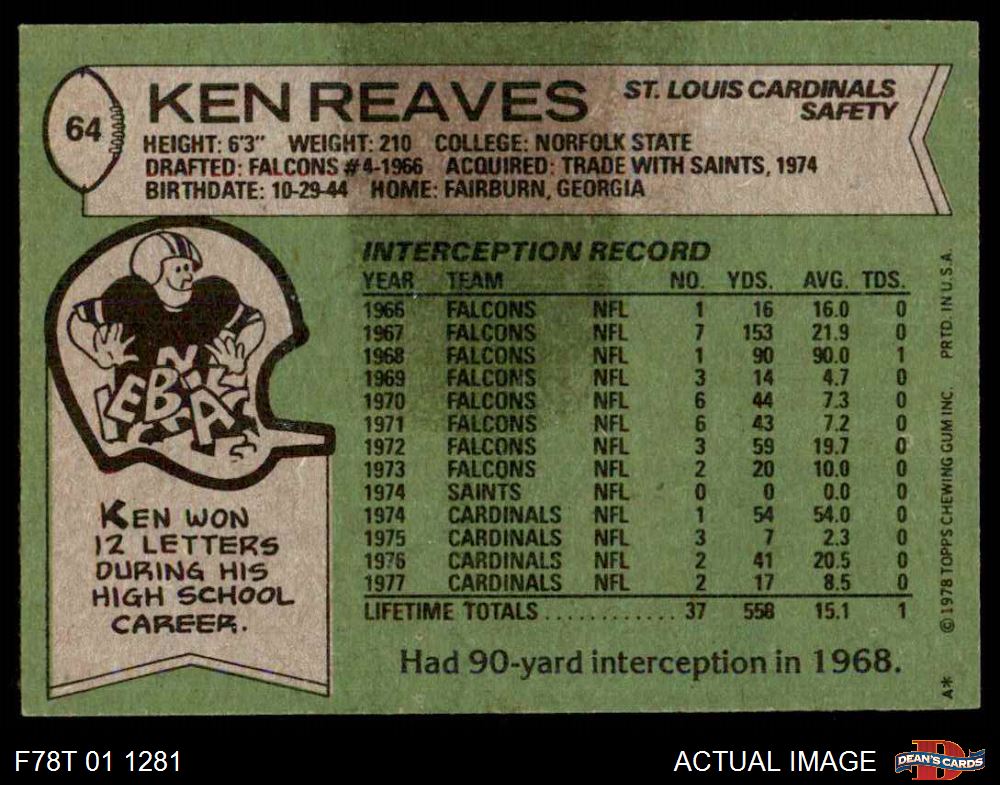 64
KEN REAVES
ST. LOUIS CARDINALS
SAFETY
HEIGHT: 6'3" WEIGHT: 210 COLLEGE: NORFOLK STATE
DRAFTED: FALCONS #4-1966 ACQUIRED: TRADE WITH SAINTS, 1974
BIRTHDATE: 10-29-44 HOME: FAIRBURN, GEORGIA
INTERCEPTION RECORD
YEAR TEAM NO. YDS. AVG. TDS.
1966 FALCONS NFL 1 16 16.0 0
1967 FALCONS NFL 7 153 21.9 0
1968 FALCONS NFL 1 90 90.0 1
1969 FALCONS NFL 3 14 4.7 0
1970 FALCONS NFL 6 44 7.3 0
1971 FALCONS NFL 6 43 7.2 0
1972 FALCONS NFL 3 59 19.7 0
1973 FALCONS NFL 2 20 10.0 0
1974 SAINTS NFL 0 0 0.0 0
1974 CARDINALS NFL 1 54 54.0 0
1975 CARDINALS NFL 3 7 2.3 0
1976 CARDINALS NFL 2 41 20.5 0
1977 CARDINALS NFL 2 17 8.5 0
LIFETIME TOTALS ............ 37 558 15.1 1
Had 90-yard interception in 1968.
KEN WON
12 LETTERS
DURING HIS
HIGH SCHOOL
CAREER.
A* © 1978 TOPPS CHEWING GUM INC. PRTD. IN U.S.A.
F78T 01 1281
ACTUAL IMAGE
DEAN'S CARDS